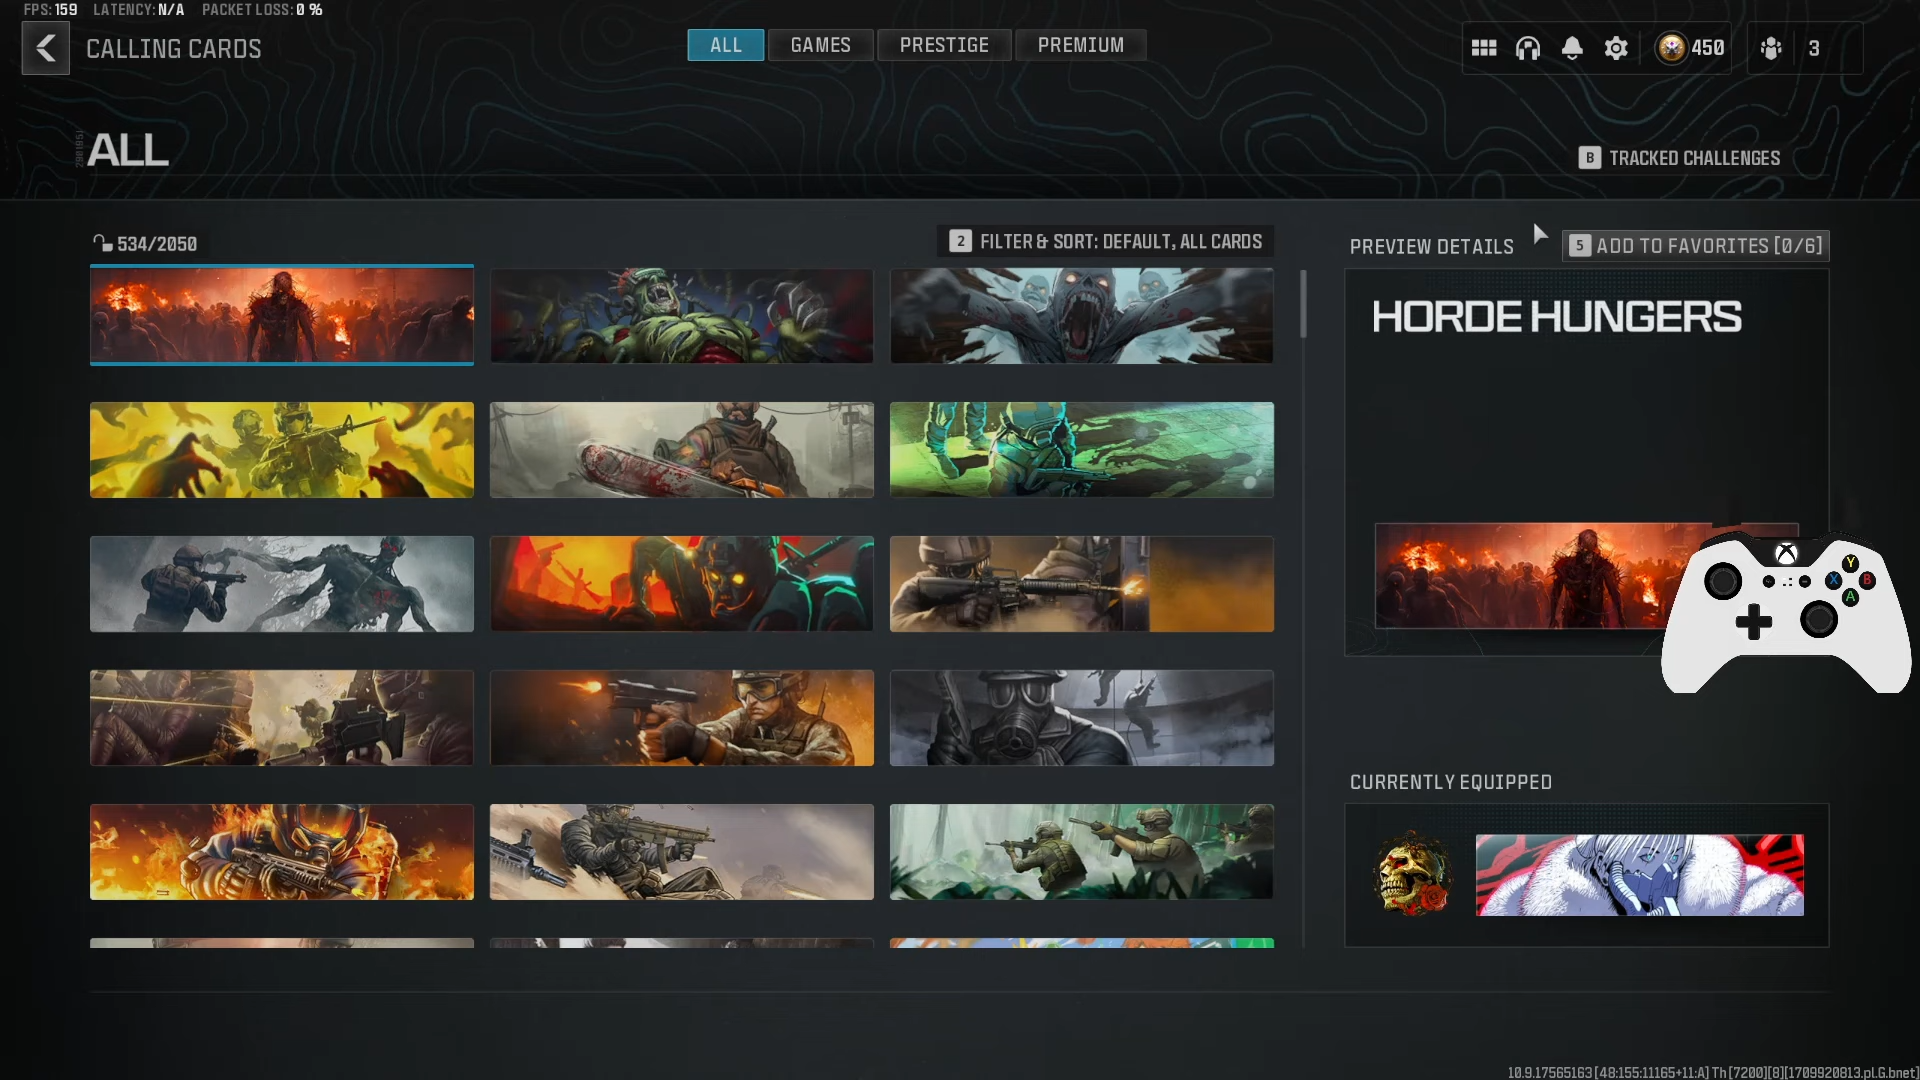 FPS: 159 LATENCY: N/A PACKET LOSS: 0 %
CALLING CARDS
ALL GAMES PRESTIGE PREMIUM
450
3
ALL
B TRACKED CHALLENGES
534/2050
2 FILTER & SORT: DEFAULT, ALL CARDS
PREVIEW DETAILS
5 ADD TO FAVORITES [0/6]
HORDE HUNGERS
Y
X B
A
CURRENTLY EQUIPPED
10.9.17565163 [48:155:11165+11:A] Th [7200][8][1709920813.pl.G.bnet]